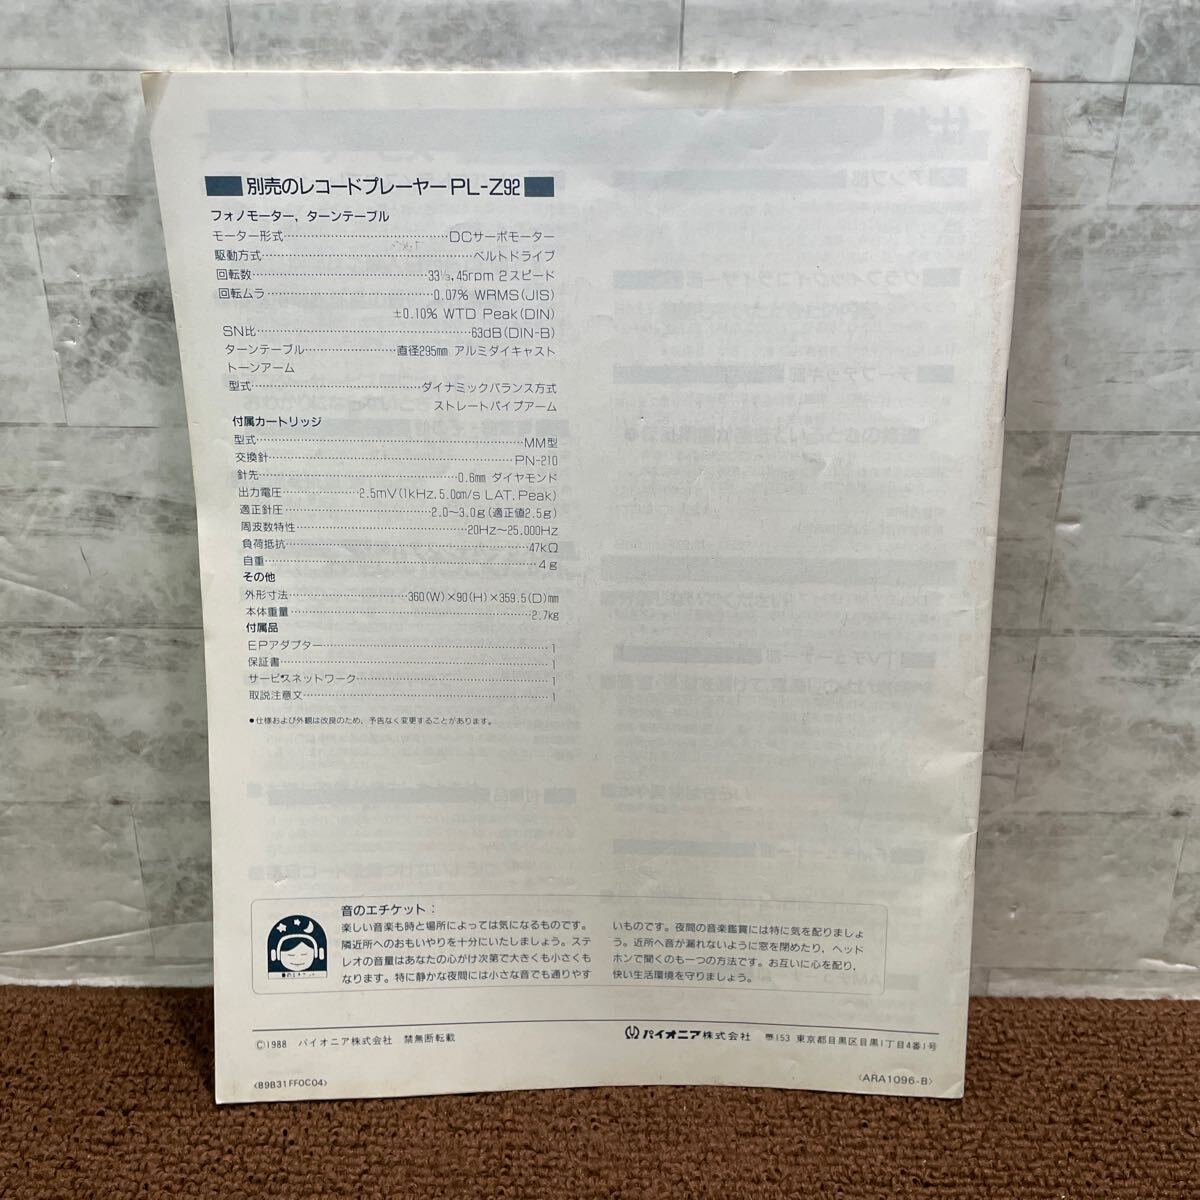 別売のレコードプレーヤーPL-Z92
フォノモーター，ターンテーブル
モーター形式……………………………………DCサーボモーター
駆動方式………………………………………………ベルトドライブ
回転数……………………………………33⅓,45rpm 2スピード
回転ムラ……………………………………0.07% WRMS(JIS)
±0.10% WTD Peak(DIN)
SN比………………………………………………63dB(DIN-B)
ターンテーブル……………………直径295mm アルミダイキャスト
トーンアーム
型式……………………………………ダイナミックバランス方式
ストレートパイプアーム
付属カートリッジ
型式……………………………………………………………MM型
交換針…………………………………………………………PN-210
針先……………………………………………0.6mm ダイヤモンド
出力電圧………………2.5mV(1kHz,5.0cm/s LAT. Peak)
適正針圧………………………………2.0〜3.0g(適正値2.5g)
周波数特性……………………………………20Hz〜25,000Hz
負荷抵抗………………………………………………………47kΩ
自重………………………………………………………………4g
その他
外形寸法…………………………360(W)×90(H)×359.5(D)mm
本体重量………………………………………………………2.7kg
付属品
EPアダプター……………………………………………………1
保証書……………………………………………………………1
サービスネットワーク……………………………………………1
取説注意文………………………………………………………1
●仕様および外観は改良のため、予告なく変更することがあります。
音のエチケット：
楽しい音楽も時と場所によっては気になるものです。
隣近所へのおもいやりを十分にいたしましょう。ステ
レオの音量はあなたの心がけ次第で大きくも小さくも
なります。特に静かな夜間には小さな音でも通りやす
いものです。夜間の音楽鑑賞には特に気を配りましょ
う。近所へ音が漏れないように窓を閉めたり，ヘッド
ホンで聞くのも一つの方法です。お互いに心を配り，
快い生活環境を守りましょう。
音のエチケット
©1988 パイオニア株式会社 禁無断転載
パイオニア株式会社 〒153 東京都目黒区目黒1丁目4番1号
<89B31FF0C04>
<ARA1096-B>